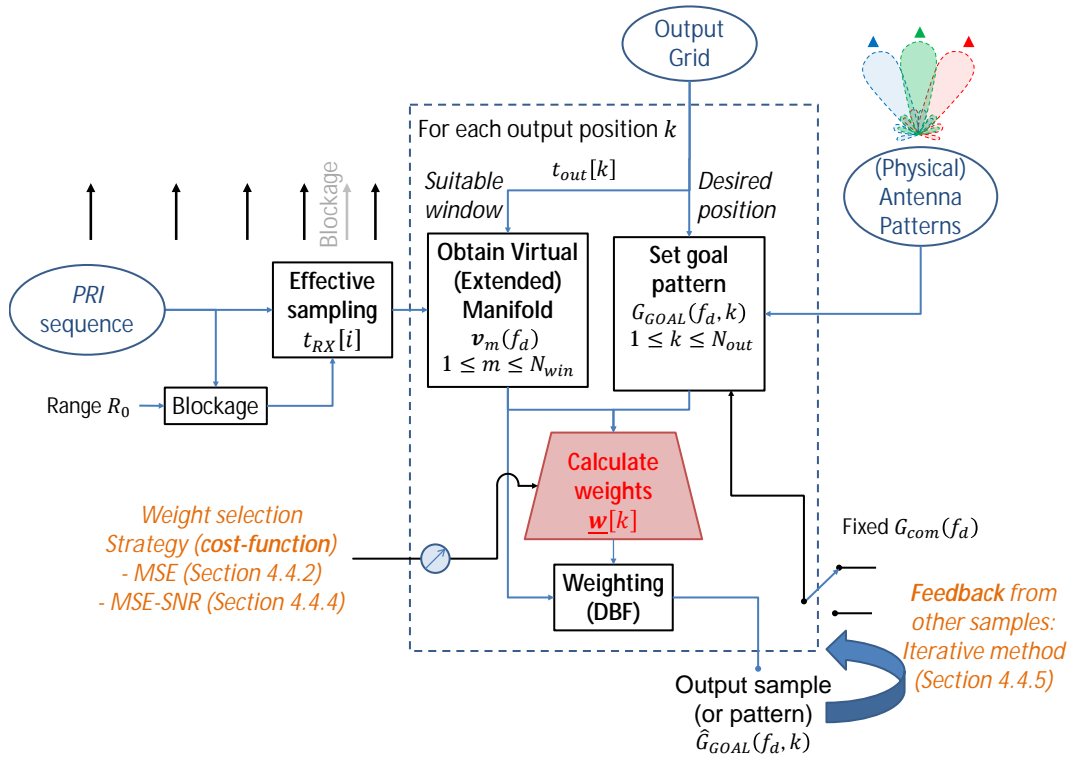 Output
Grid
(Physical)
Antenna
Patterns
For each output position k
t_out[k]
Suitable
window
Desired
position
Blockage
PRI
sequence
Effective
sampling
t_RX[i]
Range R_0
Blockage
Obtain Virtual
(Extended)
Manifold
v_m(f_d)
1 ≤ m ≤ N_win
Set goal
pattern
G_GOAL(f_d, k)
1 ≤ k ≤ N_out
Calculate
weights
w[k]
Weight selection
Strategy (cost-function)
- MSE (Section 4.4.2)
- MSE-SNR (Section 4.4.4)
Weighting
(DBF)
Fixed G_com(f_d)
Feedback from
other samples:
Iterative method
(Section 4.4.5)
Output sample
(or pattern)
Ĝ_GOAL(f_d, k)